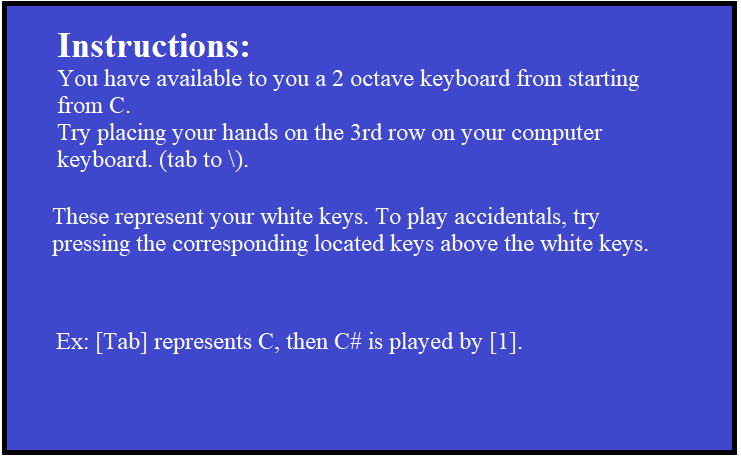 Instructions:
You have available to you a 2 octave keyboard from starting
from C.
Try placing your hands on the 3rd row on your computer
keyboard. (tab to \).
These represent your white keys. To play accidentals, try
pressing the corresponding located keys above the white keys.
Ex: [Tab] represents C, then C# is played by [1].